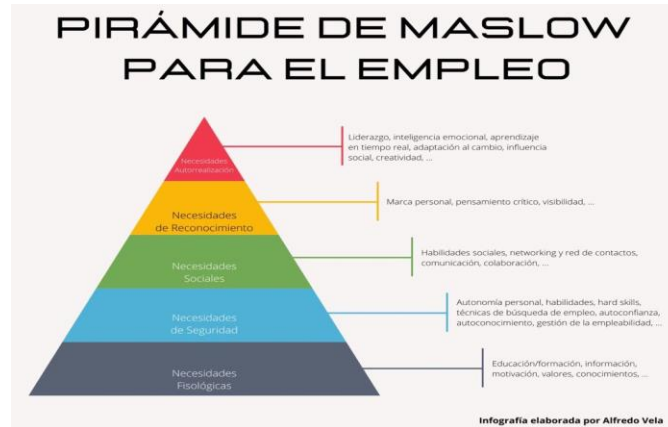 PIRÁMIDE DE MASLOW
PARA EL EMPLEO
Necesidades
Autorrealización
Liderazgo, inteligencia emocional, aprendizaje
en tiempo real, adaptación al cambio, influencia
social, creatividad, ...
Necesidades
de Reconocimiento
Marca personal, pensamiento crítico, visibilidad, ...
Necesidades
Sociales
Habilidades sociales, networking y red de contactos,
comunicación, colaboración, ...
Necesidades
de Seguridad
Autonomía personal, habilidades, hard skills,
técnicas de búsqueda de empleo, autoconfianza,
autoconocimiento, gestión de la empleabilidad, ...
Necesidades
Fisológicas
Educación/formación, información,
motivación, valores, conocimientos, ...
Infografía elaborada por Alfredo Vela